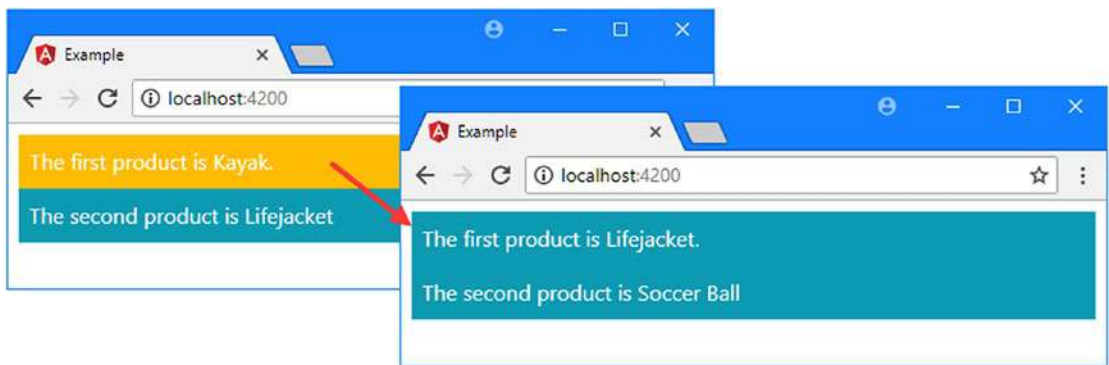 Example
localhost:4200
The first product is Kayak.
The second product is Lifejacket
Example
localhost:4200
The first product is Lifejacket.
The second product is Soccer Ball